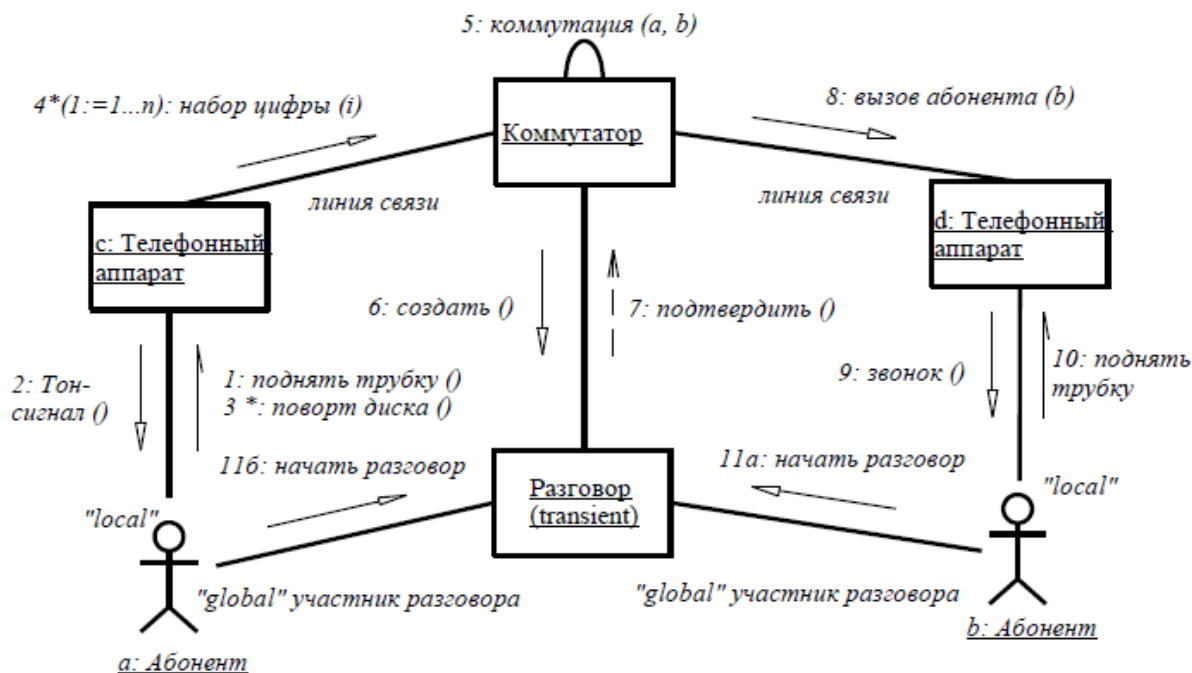 5: коммутация (a, b)
4*(1:=1...n): набор цифры (i)
8: вызов абонента (b)
Коммутатор
линия связи
линия связи
c: Телефонный
аппарат
d: Телефонный
аппарат
6: создать ()
7: подтвердить ()
2: Тон-
сигнал ()
1: поднять трубку ()
3 *: поворт диска ()
9: звонок ()
10: поднять
трубку
11б: начать разговор
11а: начать разговор
Разговор
(transient)
"local"
"local"
"global" участник разговора
"global" участник разговора
a: Абонент
b: Абонент